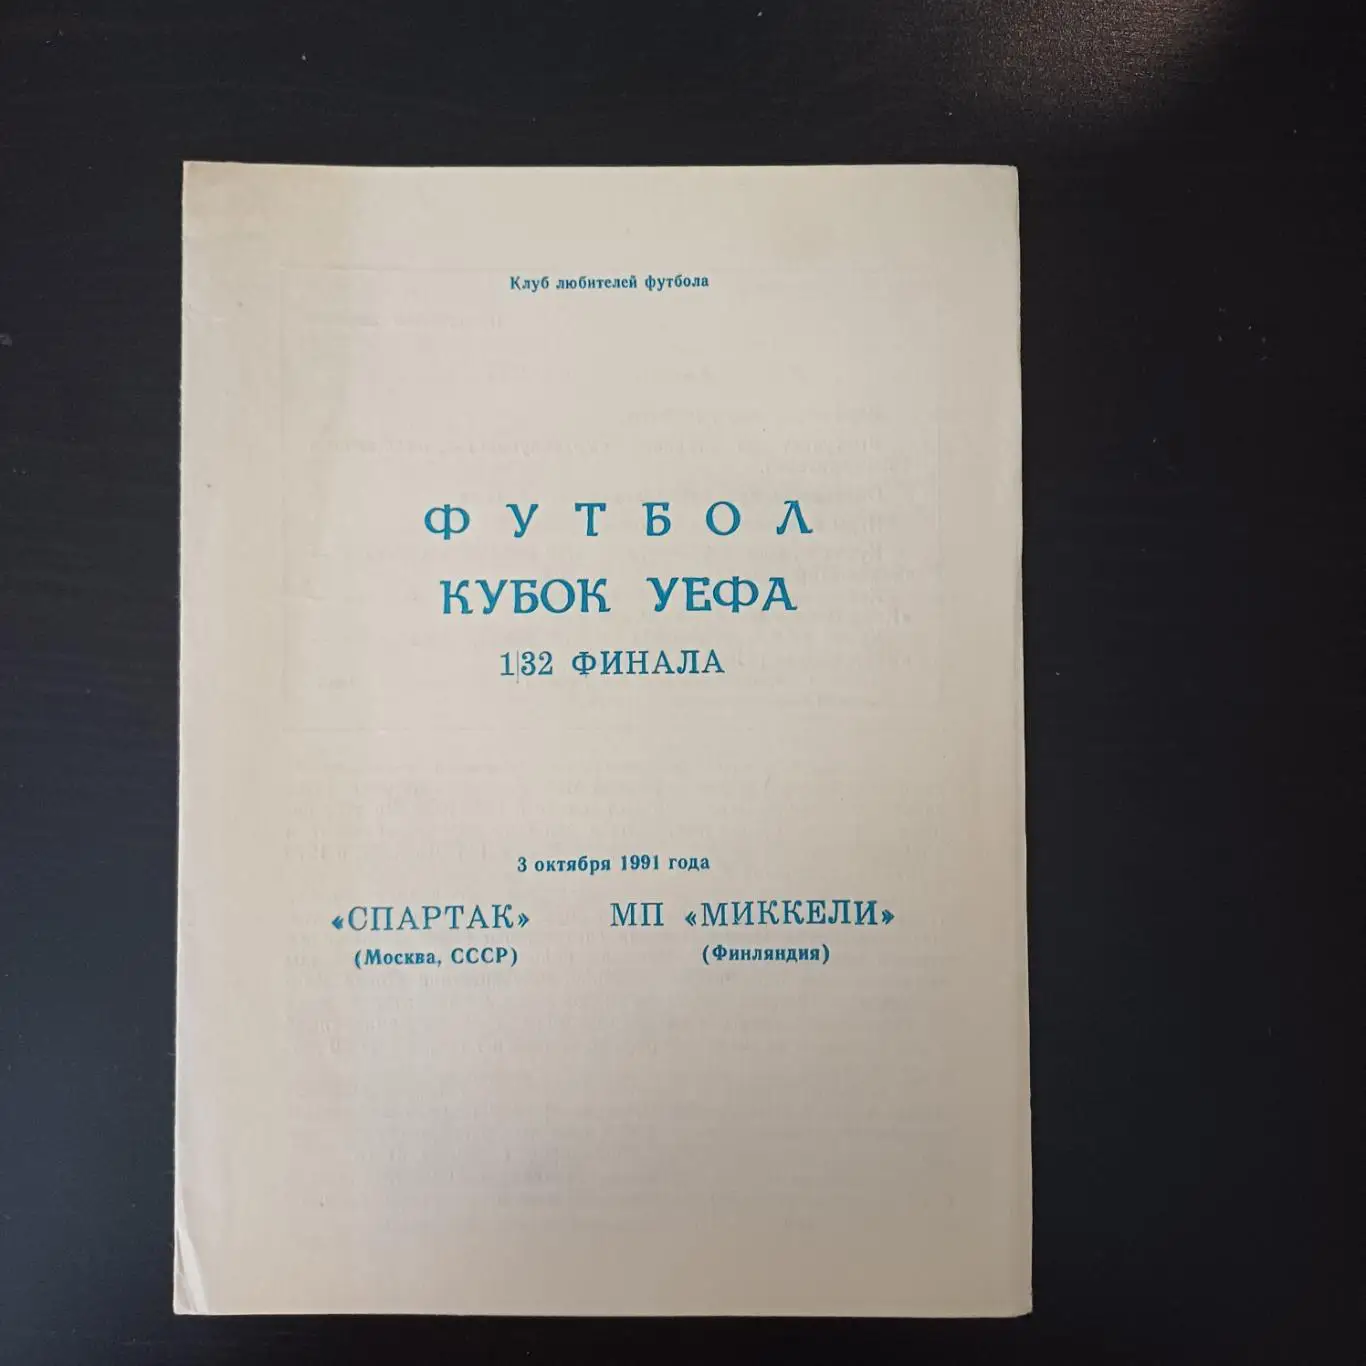 Клуб любителей футбола
ФУТБОЛ
КУБОК УЕФА
1|32 ФИНАЛА
3 октября 1991 года
«СПАРТАК» МП «МИККЕЛИ»
(Москва, СССР) (Финляндия)